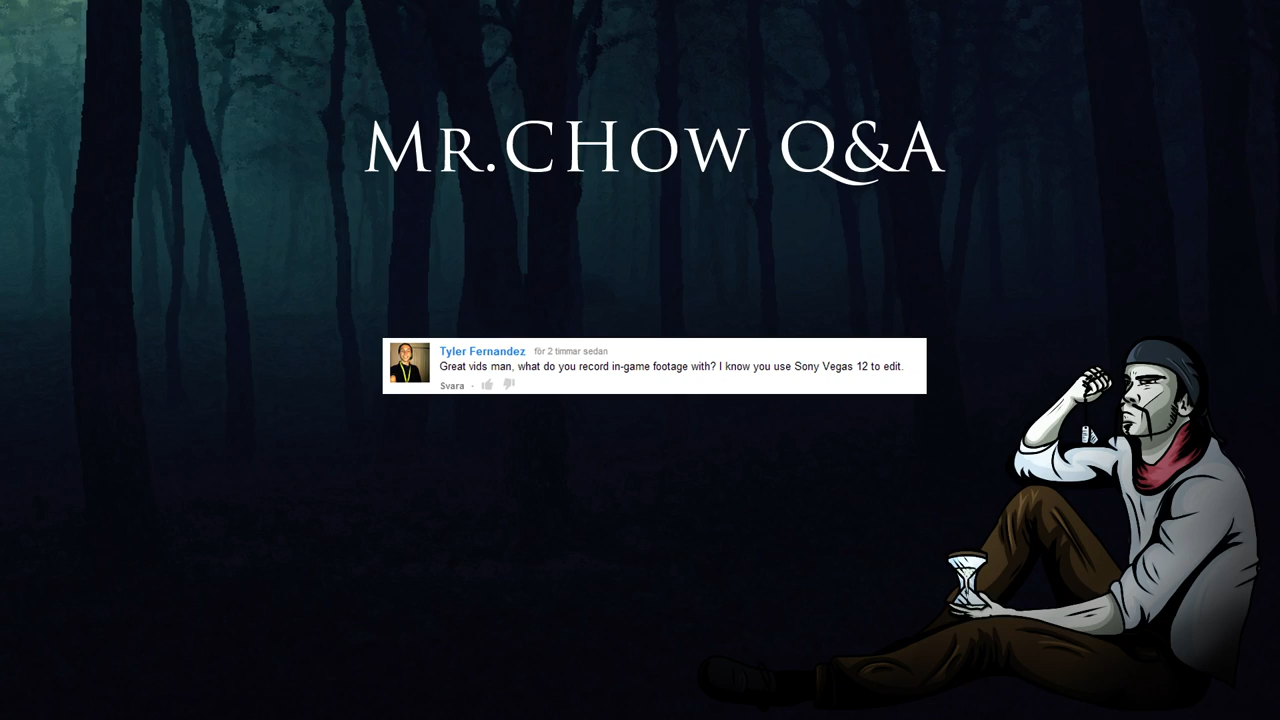 Mr.CHow Q&A
Tyler Fernandez för 2 timmar sedan
Great vids man, what do you record in-game footage with? I know you use Sony Vegas 12 to edit.
Svara ·